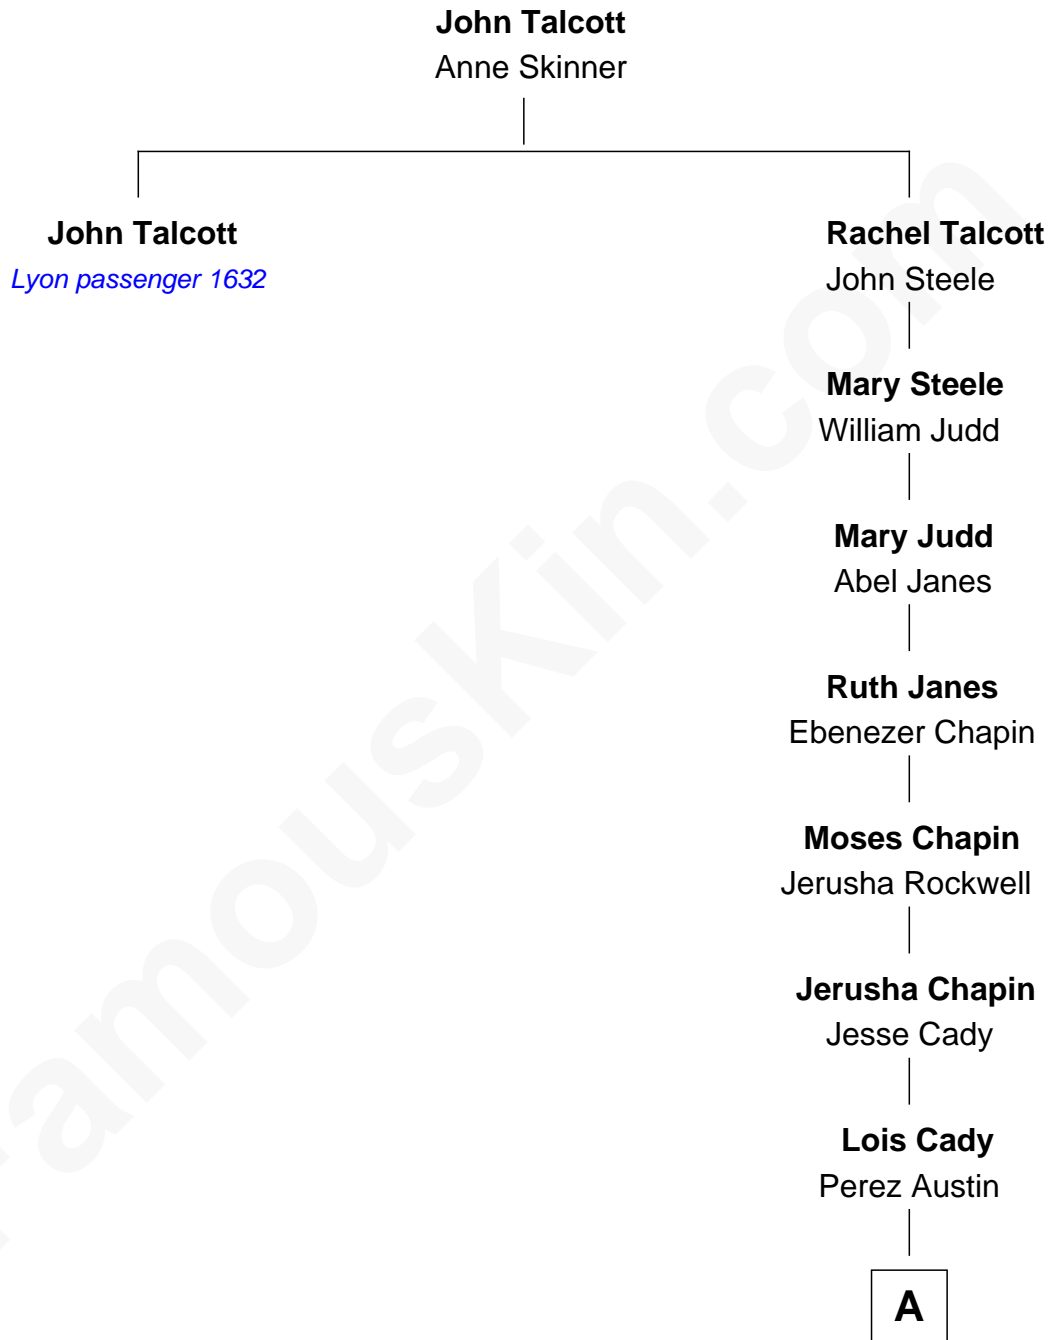 John Talcott
Anne Skinner
John Talcott
Lyon passenger 1632
Rachel Talcott
John Steele
Mary Steele
William Judd
Mary Judd
Abel Janes
Ruth Janes
Ebenezer Chapin
Moses Chapin
Jerusha Rockwell
Jerusha Chapin
Jesse Cady
Lois Cady
Perez Austin
A
FamousKin.com